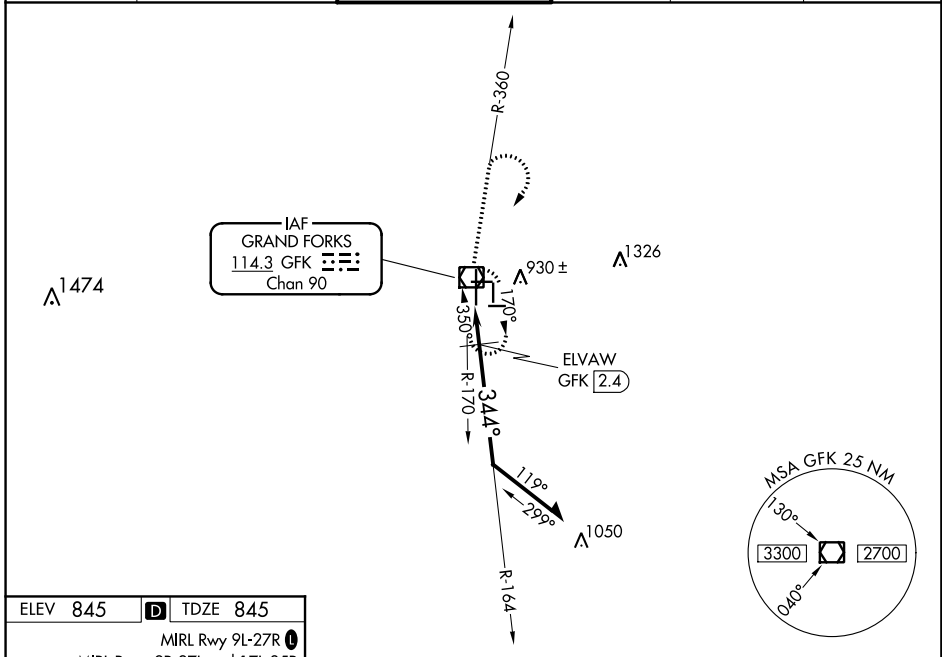 R-360
IAF
GRAND FORKS
114.3 GFK
Chan 90
1474
930 ±
1326
170°
350°
R-170
ELVAW
GFK 2.4
344°
119°
299°
1050
R-164
MSA GFK 25 NM
130°
3300
2700
040°
ELEV 845 D TDZE 845
MIRL Rwy 9L-27R L